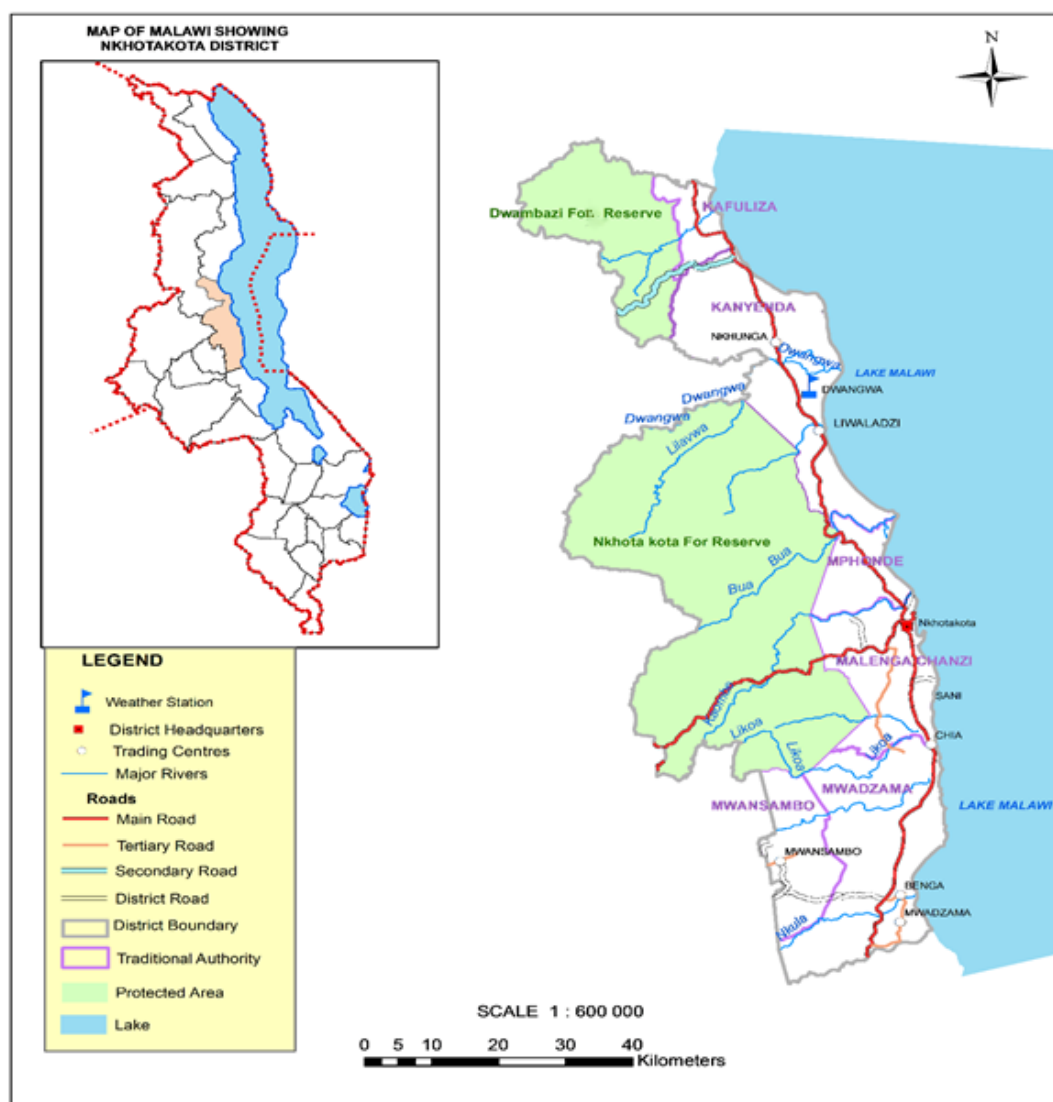 MAP OF MALAWI SHOWING
NKHOTAKOTA DISTRICT
N
KAFULIZA
Dwambazi For. Reserve
KANYENDA
NKHUNGA
Dwangwa
LAKE MALAWI
DWANGWA
Dwangwa
Dwangwa
LIWALADZI
Lilavwa
Nkhota kota For Reserve
Bua
MPHONDE
Bua
Nkhotakota
MALENGA CHANZI
Kaombe
SANI
Likoa
CHIA
Likoa
Likoa
MWADZAMA
MWANSAMBO
LAKE MALAWI
MWANSAMBO
BENGA
MWADZAMA
Nkula
LEGEND
Weather Station
District Headquarters
Trading Centres
Major Rivers
Roads
Main Road
Tertiary Road
Secondary Road
District Road
District Boundary
Traditional Authority
Protected Area
Lake
SCALE 1 : 600 000
0 5 10 20 30 40
Kilometers